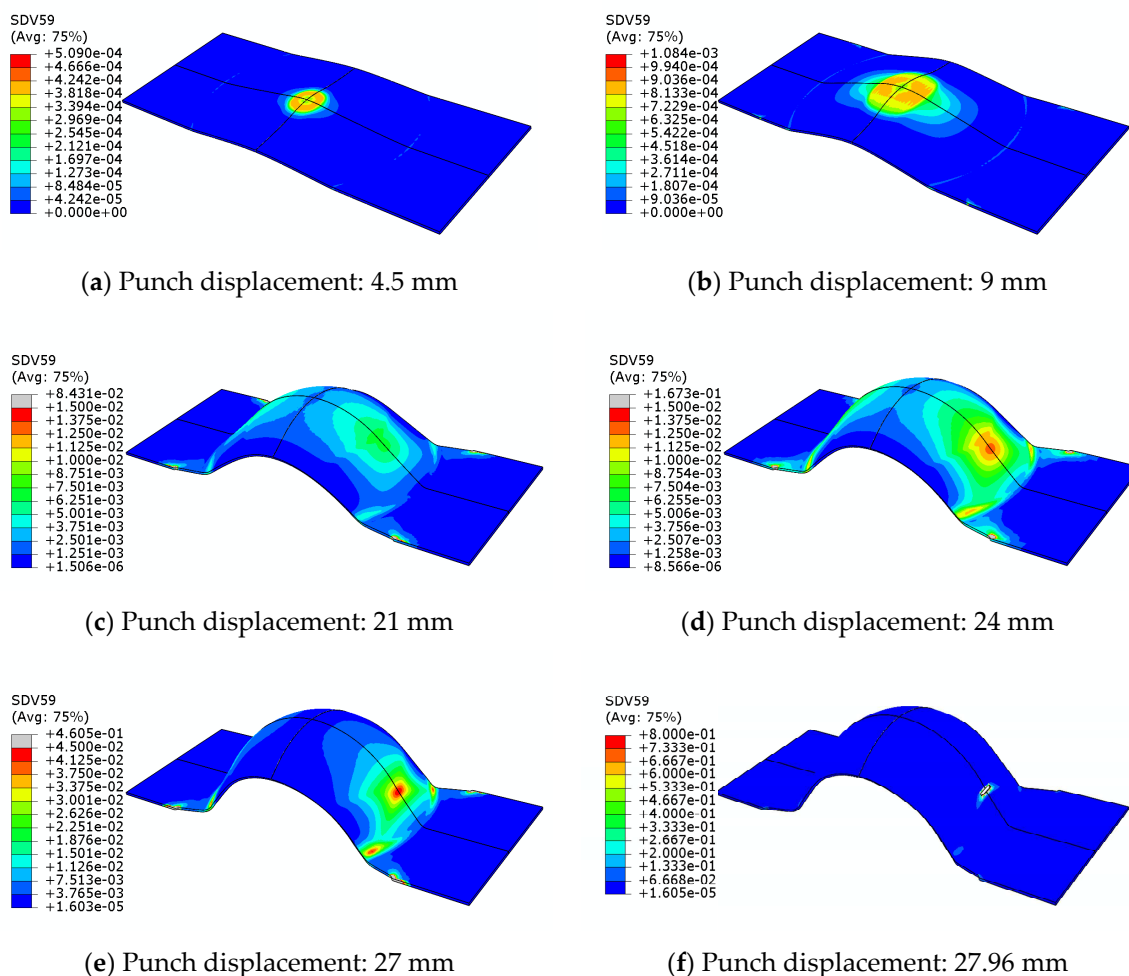 SDV59
(Avg: 75%)
+5.090e-04
+4.666e-04
+4.242e-04
+3.818e-04
+3.394e-04
+2.969e-04
+2.545e-04
+2.121e-04
+1.697e-04
+1.273e-04
+8.484e-05
+4.242e-05
+0.000e+00
(a) Punch displacement: 4.5 mm
SDV59
(Avg: 75%)
+1.084e-03
+9.940e-04
+9.036e-04
+8.133e-04
+7.229e-04
+6.325e-04
+5.422e-04
+4.518e-04
+3.614e-04
+2.711e-04
+1.807e-04
+9.036e-05
+0.000e+00
(b) Punch displacement: 9 mm
SDV59
(Avg: 75%)
+8.431e-02
+1.500e-02
+1.375e-02
+1.250e-02
+1.125e-02
+1.000e-02
+8.751e-03
+7.501e-03
+6.251e-03
+5.001e-03
+3.751e-03
+2.501e-03
+1.251e-03
+1.506e-06
(c) Punch displacement: 21 mm
SDV59
(Avg: 75%)
+1.673e-01
+1.500e-02
+1.375e-02
+1.250e-02
+1.125e-02
+1.000e-02
+8.754e-03
+7.504e-03
+6.255e-03
+5.006e-03
+3.756e-03
+2.507e-03
+1.258e-03
+8.566e-06
(d) Punch displacement: 24 mm
SDV59
(Avg: 75%)
+4.605e-01
+4.500e-02
+4.125e-02
+3.750e-02
+3.375e-02
+3.001e-02
+2.626e-02
+2.251e-02
+1.876e-02
+1.501e-02
+1.126e-02
+7.513e-03
+3.765e-03
+1.603e-05
(e) Punch displacement: 27 mm
SDV59
(Avg: 75%)
+8.000e-01
+7.333e-01
+6.667e-01
+6.000e-01
+5.333e-01
+4.667e-01
+4.000e-01
+3.333e-01
+2.667e-01
+2.000e-01
+1.333e-01
+6.668e-02
+1.605e-05
(f) Punch displacement: 27.96 mm